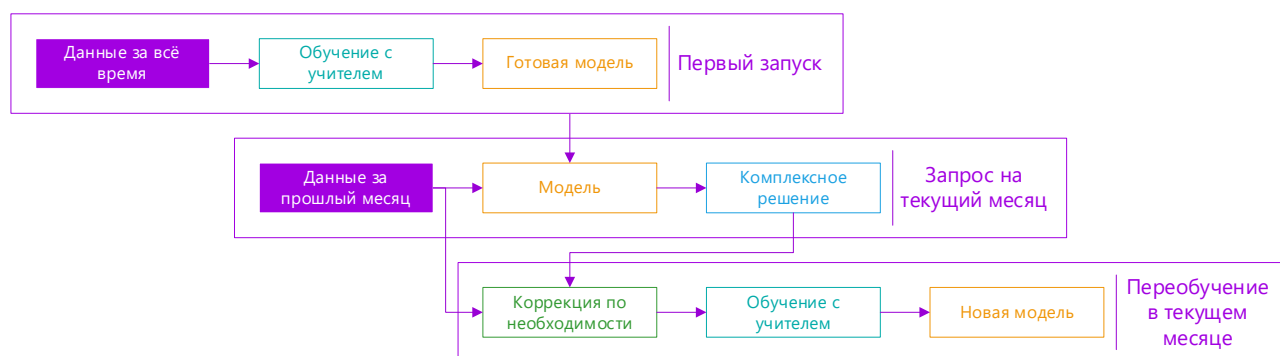 Данные за всё
время
Обучение с
учителем
Готовая модель
Первый запуск
Данные за
прошлый месяц
Модель
Комплексное
решение
Запрос на
текущий месяц
Коррекция по
необходимости
Обучение с
учителем
Новая модель
Переобучение
в текущем
месяце